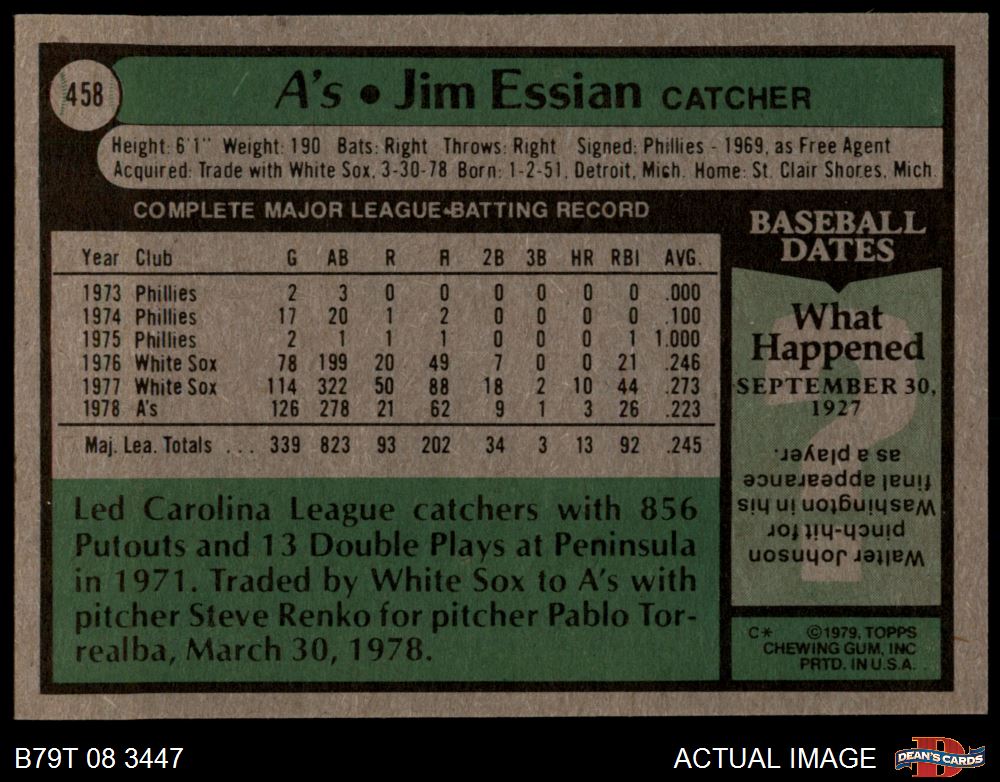 458
A's • Jim Essian CATCHER
Height: 6'1" Weight: 190 Bats: Right Throws: Right Signed: Phillies - 1969, as Free Agent
Acquired: Trade with White Sox, 3-30-78 Born: 1-2-51, Detroit, Mich. Home: St. Clair Shores, Mich.
COMPLETE MAJOR LEAGUE BATTING RECORD
Year Club G AB R H 2B 3B HR RBI AVG.
1973 Phillies 2 3 0 0 0 0 0 0 .000
1974 Phillies 17 20 1 2 0 0 0 0 .100
1975 Phillies 2 1 1 1 0 0 0 1 1.000
1976 White Sox 78 199 20 49 7 0 0 21 .246
1977 White Sox 114 322 50 88 18 2 10 44 .273
1978 A's 126 278 21 62 9 1 3 26 .223
Maj. Lea. Totals . . . 339 823 93 202 34 3 13 92 .245
Led Carolina League catchers with 856
Putouts and 13 Double Plays at Peninsula
in 1971. Traded by White Sox to A's with
pitcher Steve Renko for pitcher Pablo Tor-
realba, March 30, 1978.
BASEBALL
DATES
What
Happened
SEPTEMBER 30,
1927
Walter Johnson
pinch-hit for
Washington in his
final appearance
as a player.
C* ©1979, TOPPS
CHEWING GUM, INC
PRTD. IN U.S.A.
B79T 08 3447
ACTUAL IMAGE
D
DEAN'S CARDS